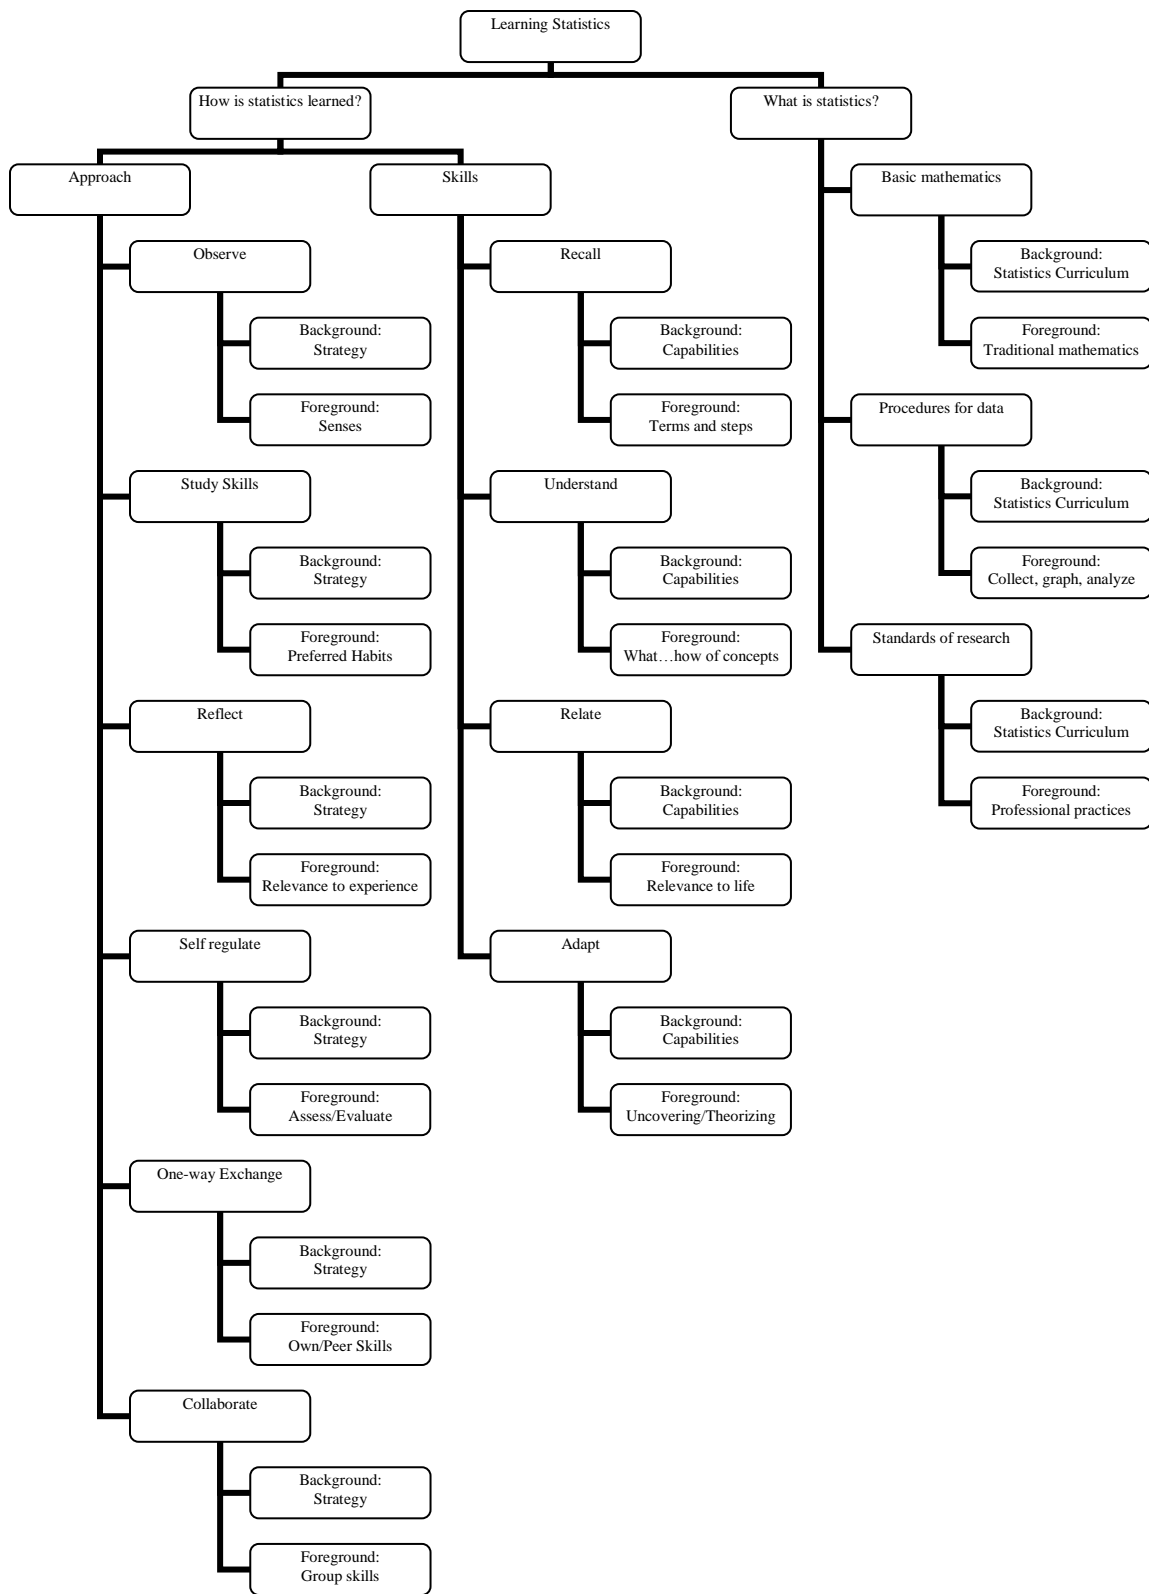 Learning Statistics
How is statistics learned?
What is statistics?
Approach
Skills
Basic mathematics
Observe
Recall
Background:
Statistics Curriculum
Background:
Strategy
Background:
Capabilities
Foreground:
Traditional mathematics
Foreground:
Senses
Foreground:
Terms and steps
Procedures for data
Study Skills
Understand
Background:
Statistics Curriculum
Background:
Strategy
Background:
Capabilities
Foreground:
Collect, graph, analyze
Foreground:
Preferred Habits
Foreground:
What…how of concepts
Standards of research
Reflect
Relate
Background:
Statistics Curriculum
Background:
Strategy
Background:
Capabilities
Foreground:
Professional practices
Foreground:
Relevance to experience
Foreground:
Relevance to life
Self regulate
Adapt
Background:
Strategy
Background:
Capabilities
Foreground:
Assess/Evaluate
Foreground:
Uncovering/Theorizing
One-way Exchange
Background:
Strategy
Foreground:
Own/Peer Skills
Collaborate
Background:
Strategy
Foreground:
Group skills